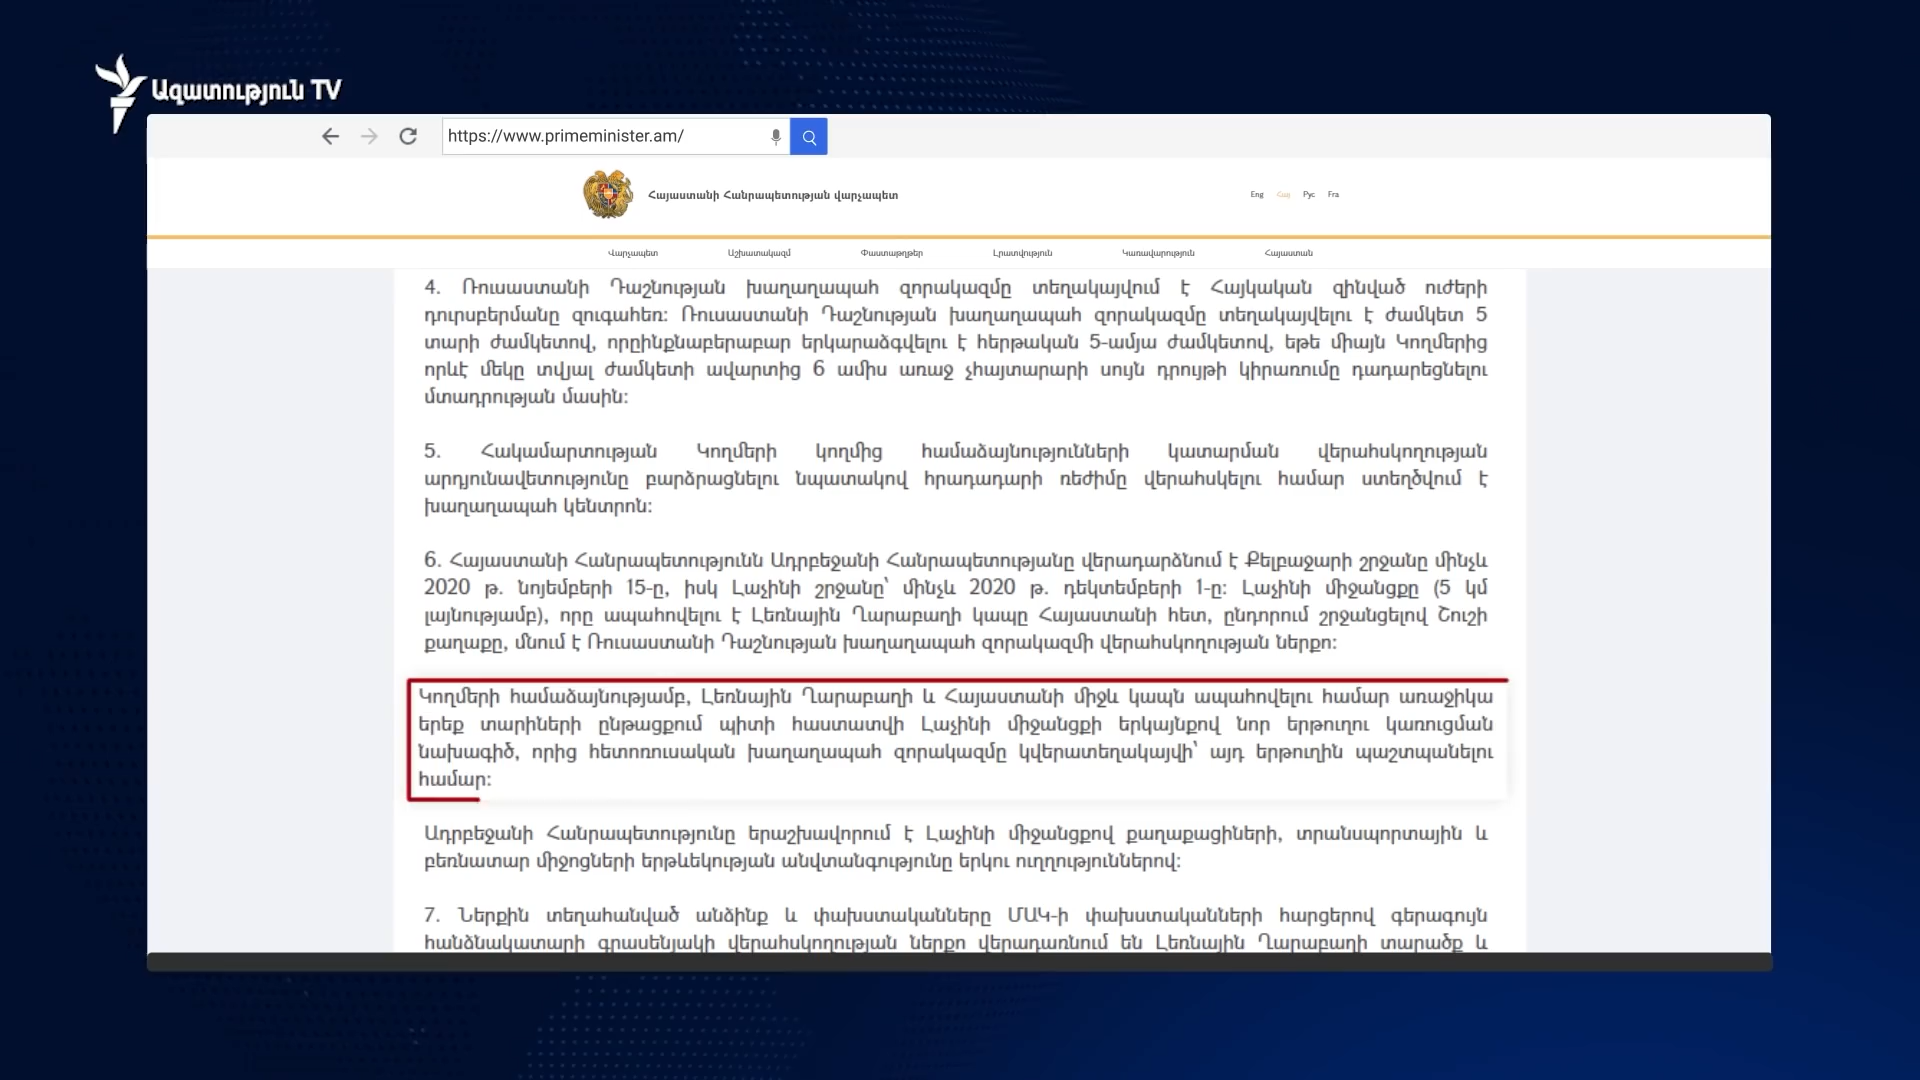 Ազատություն TV
https://www.primeminister.am/
Հայաստանի Հանրապետության վարչապետ
Eng Հայ Рус Fra
Վարչապետ Աշխատակազմ Փաստաթղթեր Լրատվություն Կառավարություն Հայաստան
4. Ռուսաստանի Դաշնության խաղաղապահ զորակազմը տեղակայվում է Հայկական զինված ուժերի
դուրսբերմանը զուգահեռ: Ռուսաստանի Դաշնության խաղաղապահ զորակազմը տեղակայվելու է ժամկետ 5
տարի ժամկետով, որըինքնաբերաբար երկարաձգվելու է հերթական 5-ամյա ժամկետով, եթե միայն Կողմերից
որևէ մեկը տվյալ ժամկետի ավարտից 6 ամիս առաջ չհայտարարի սույն դրույթի կիրառումը դադարեցնելու
մտադրության մասին:
5. Հակամարտության Կողմերի կողմից համաձայնությունների կատարման վերահսկողության
արդյունավետությունը բարձրացնելու նպատակով հրադադարի ռեժիմը վերահսկելու համար ստեղծվում է
խաղաղապահ կենտրոն:
6. Հայաստանի Հանրապետությունն Ադրբեջանի Հանրապետությանը վերադարձնում է Քելբաջարի շրջանը մինչև
2020 թ. նոյեմբերի 15-ը, իսկ Լաչինի շրջանը՝ մինչև 2020 թ. դեկտեմբերի 1-ը: Լաչինի միջանցքը (5 կմ
լայնությամբ), որը ապահովելու է Լեռնային Ղարաբաղի կապը Հայաստանի հետ, ընդորում շրջանցելով Շուշի
քաղաքը, մնում է Ռուսաստանի Դաշնության խաղաղապահ զորակազմի վերահսկողության ներքո:
Կողմերի համաձայնությամբ, Լեռնային Ղարաբաղի և Հայաստանի միջև կապն ապահովելու համար առաջիկա
երեք տարիների ընթացքում պիտի հաստատվի Լաչինի միջանցքի երկայնքով նոր երթուղու կառուցման
նախագիծ, որից հետոռուսական խաղաղապահ զորակազմը կվերատեղակայվի՝ այդ երթուղին պաշտպանելու
համար:
Ադրբեջանի Հանրապետությունը երաշխավորում է Լաչինի միջանցքով քաղաքացիների, տրանսպորտային և
բեռնատար միջոցների երթևեկության անվտանգությունը երկու ուղղություններով:
7. Ներքին տեղահանված անձինք և փախստականները ՄԱԿ-ի փախստականների հարցերով գերագույն
հանձնակատարի գրասենյակի վերահսկողության ներքո վերադառնում են Լեռնային Ղարաբաղի տարածք և